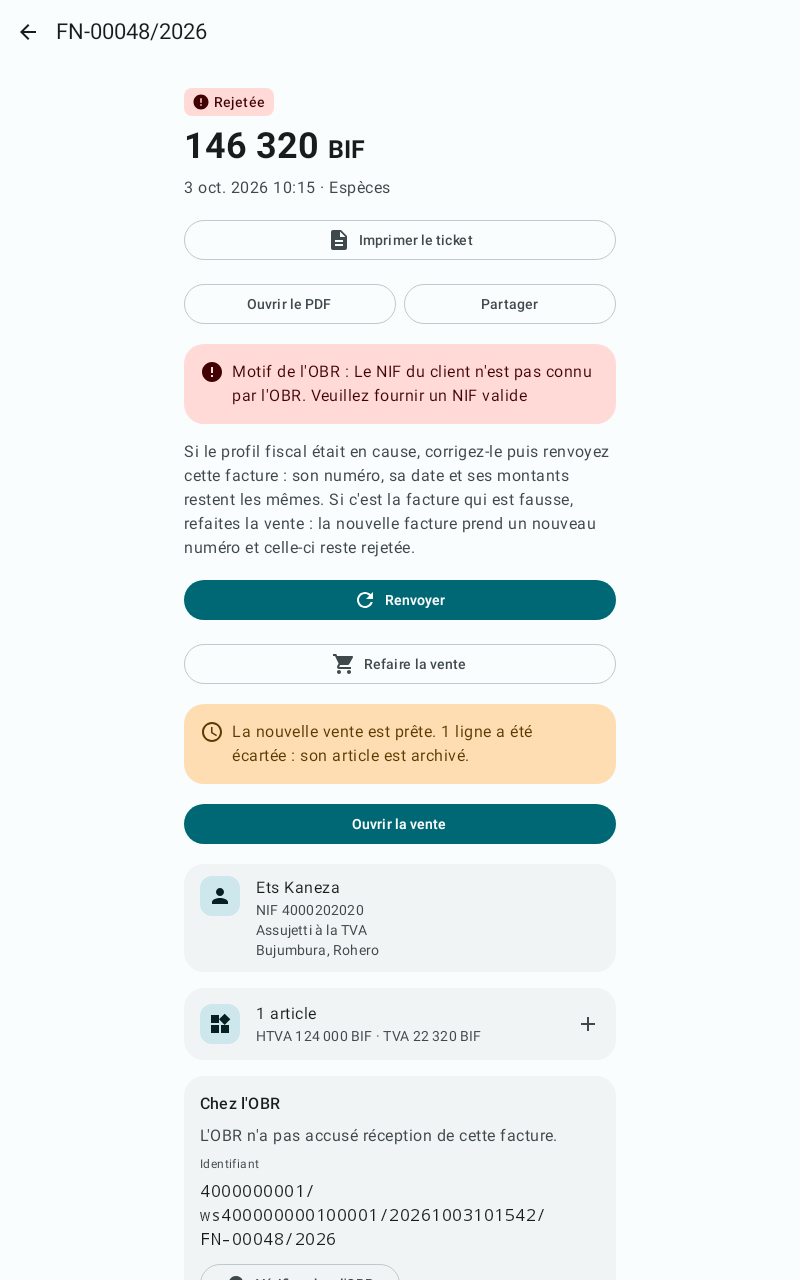 FN-00048/2026
Rejetée
146 320 BIF
3 oct. 2026 10:15 · Espèces
Imprimer le ticket
Ouvrir le PDF
Partager
Motif de l'OBR : Le NIF du client n'est pas connu
par l'OBR. Veuillez fournir un NIF valide
Si le profil fiscal était en cause, corrigez-le puis renvoyez
cette facture : son numéro, sa date et ses montants
restent les mêmes. Si c'est la facture qui est fausse,
refaites la vente : la nouvelle facture prend un nouveau
numéro et celle-ci reste rejetée.
Renvoyer
Refaire la vente
La nouvelle vente est prête. 1 ligne a été
écartée : son article est archivé.
Ouvrir la vente
Ets Kaneza
NIF 4000202020
Assujetti à la TVA
Bujumbura, Rohero
1 article
HTVA 124 000 BIF · TVA 22 320 BIF
Chez l'OBR
L'OBR n'a pas accusé réception de cette facture.
Identifiant
4000000001/
ws400000000100001/20261003101542/
FN-00048/2026